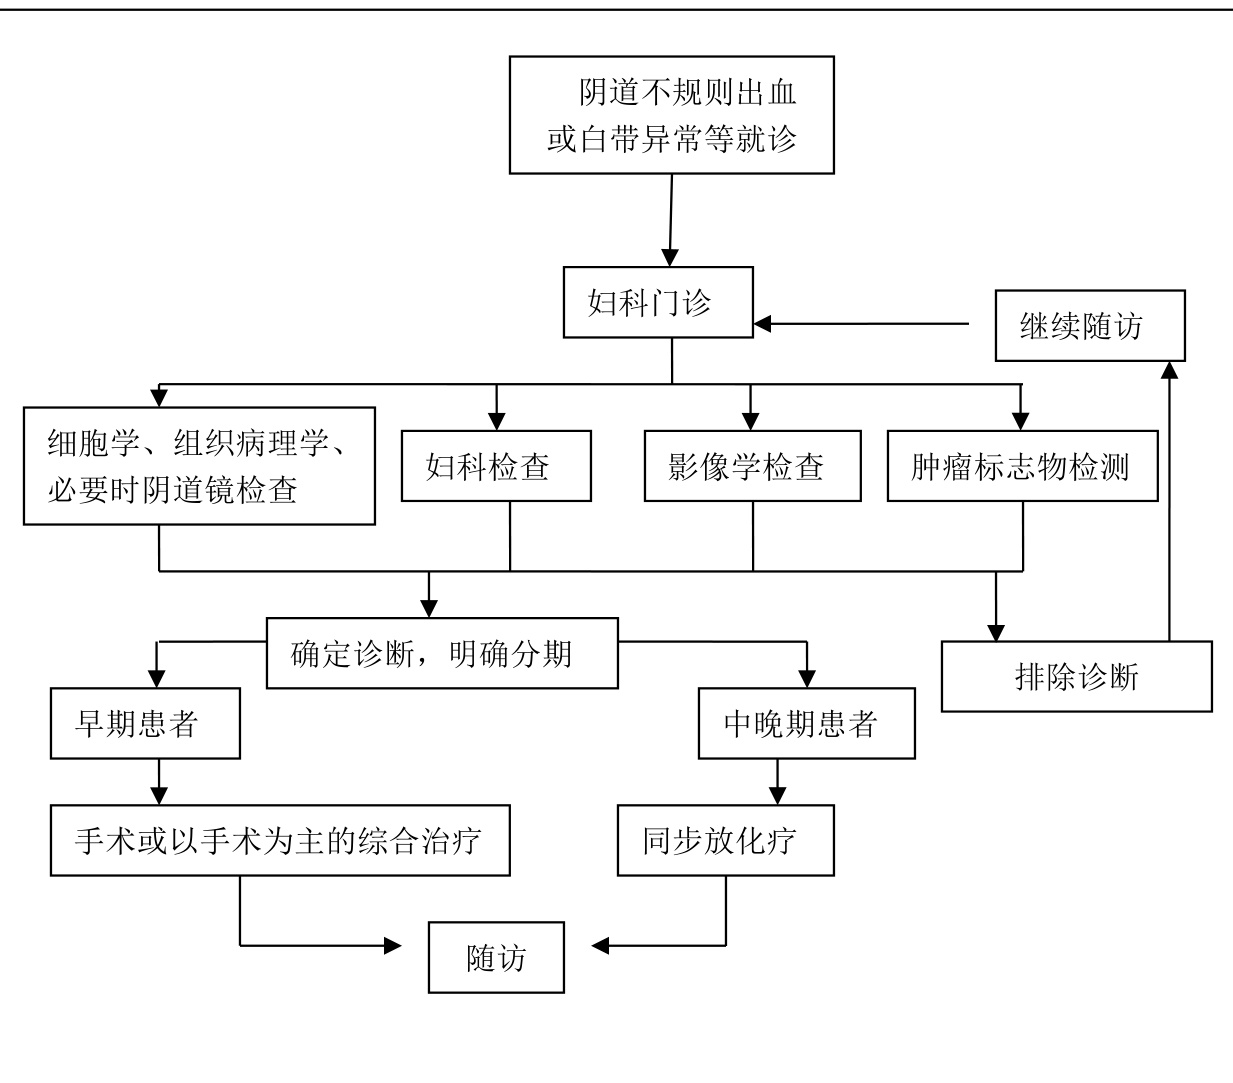 阴道不规则出血
或白带异常等就诊
妇科门诊
继续随访
细胞学、组织病理学、
必要时阴道镜检查
妇科检查
影像学检查
肿瘤标志物检测
确定诊断，明确分期
排除诊断
早期患者
中晚期患者
手术或以手术为主的综合治疗
同步放化疗
随访